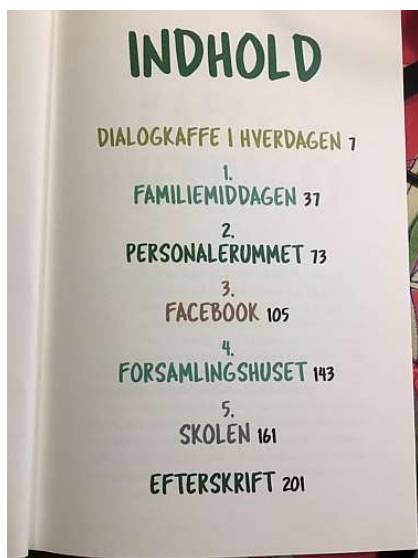 INDHOLD
DIALOGKAFFE I HVERDAGEN 7
1.
FAMILIEMIDDAGEN 37
2.
PERSONALERUMMET 73
3.
FACEBOOK 105
4.
FORSAMLINGSHUSET 143
5.
SKOLEN 161
EFTERSKRIFT 201